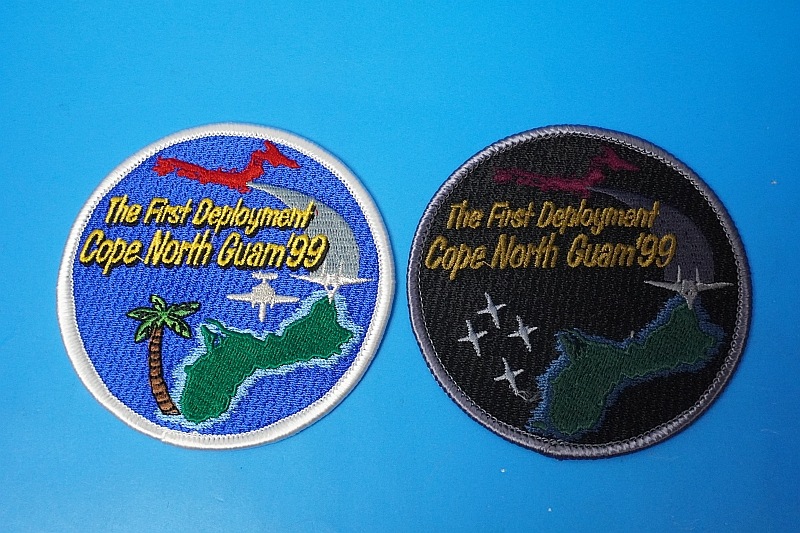 The First Deployment
Cope North Guam'99
The First Deployment
Cope North Guam'99